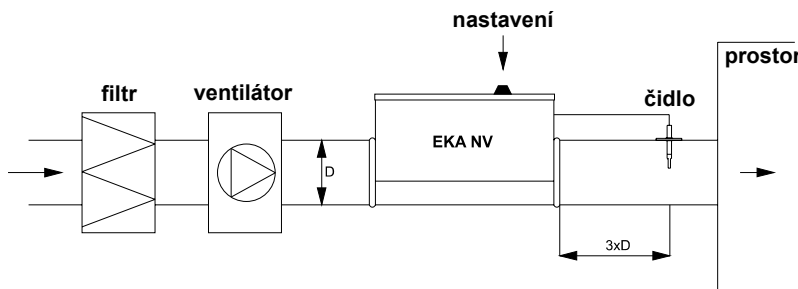 nastavení
prostor
filtr
ventilátor
čidlo
EKA NV
D
3xD